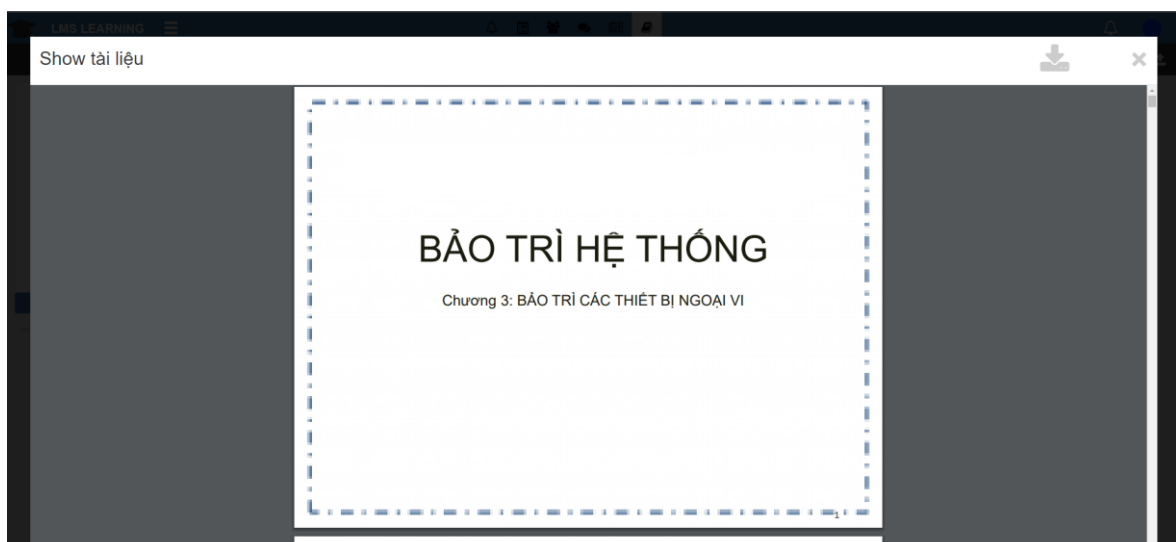 LMS LEARNING
Show tài liệu
BẢO TRÌ HỆ THỐNG
Chương 3: BẢO TRÌ CÁC THIẾT BỊ NGOẠI VI
1